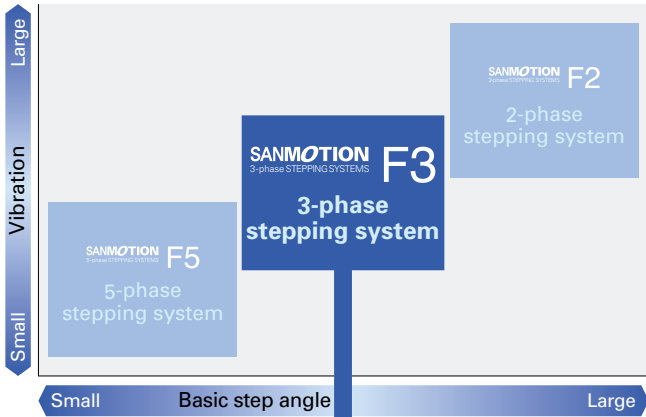 Large
Vibration
Small
SANMOTION F2
2-phase STEPPING SYSTEMS
2-phase
stepping system
SANMOTION F3
3-phase STEPPING SYSTEMS
3-phase
stepping system
SANMOTION F5
5-phase STEPPING SYSTEMS
5-phase
stepping system
Small
Basic step angle
Large